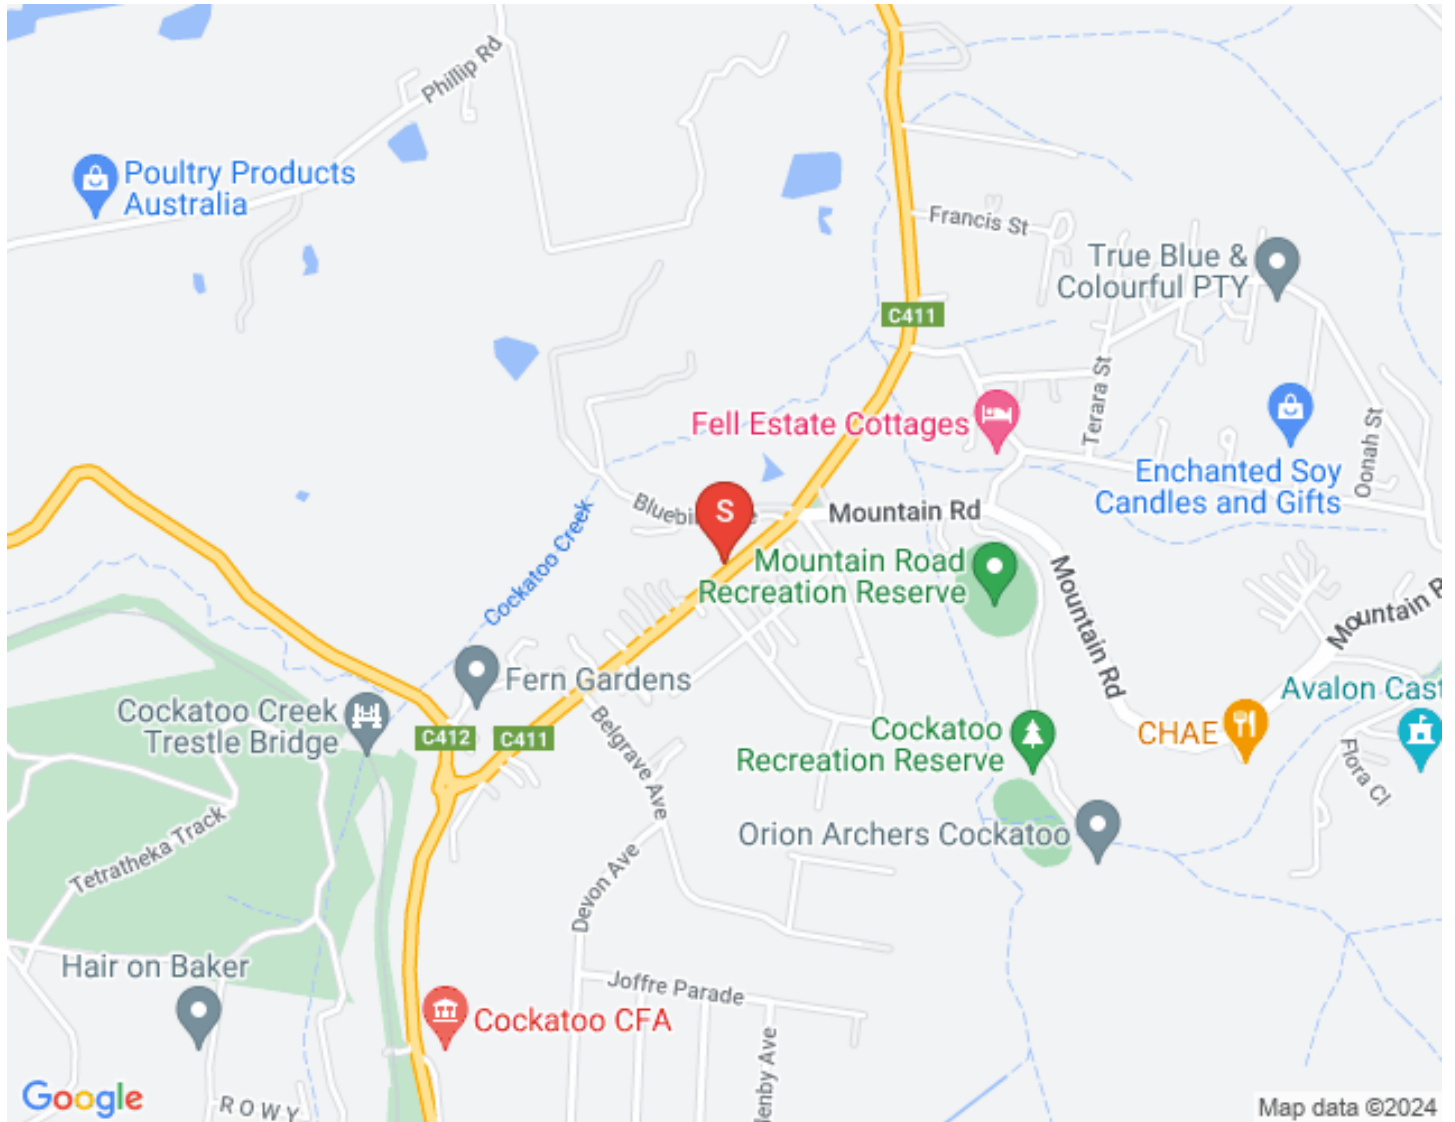 Phillip Rd
Poultry Products
Australia
Francis St
True Blue &
Colourful PTY
C411
Terara St
Fell Estate Cottages
Oonah St
Enchanted Soy
Candles and Gifts
S
Mountain Rd
Cockatoo Creek
Mountain Road
Recreation Reserve
Mountain Rd
Fern Gardens
Avalon
Cockatoo Creek
Trestle Bridge
C412
C411
Belgrave Ave
Cockatoo
Recreation Reserve
CHAE
Flora Cl
Tetratheka Track
Orion Archers Cockatoo
Devon Ave
Hair on Baker
Joffre Parade
Cockatoo CFA
Ave
Google
ROWY
Map data ©2024